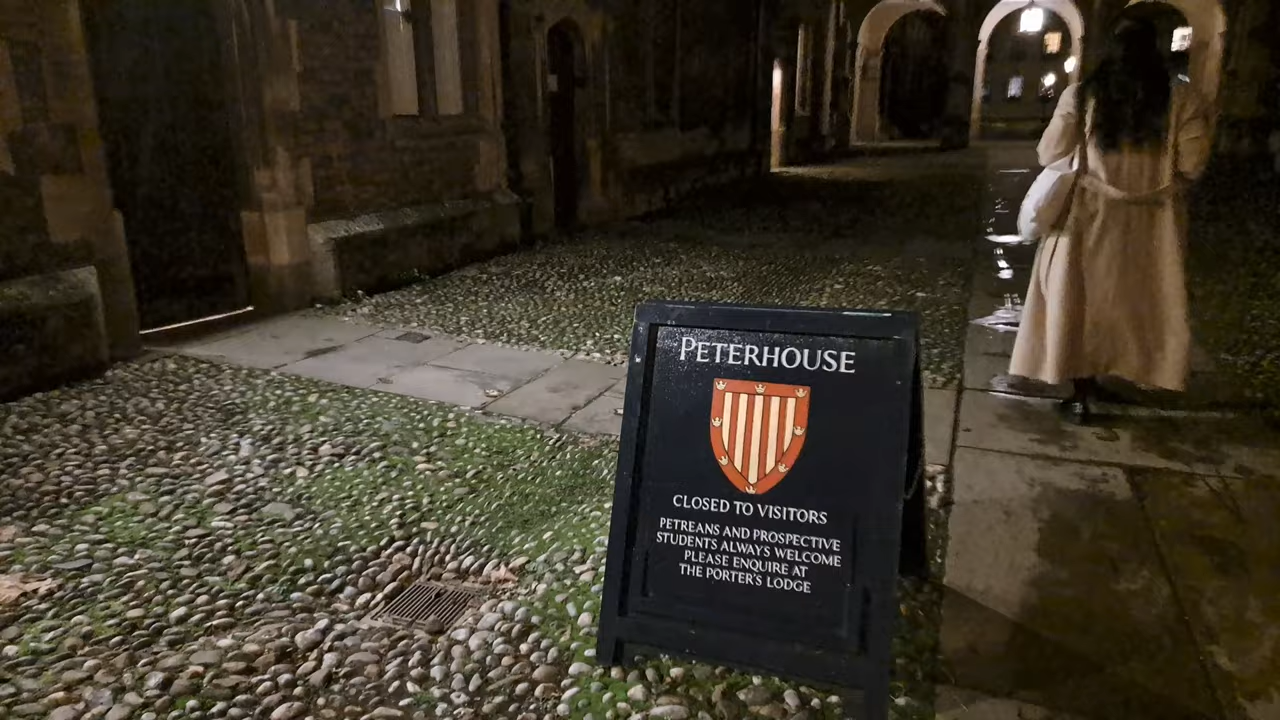 PETERHOUSE
CLOSED TO VISITORS
PETREANS AND PROSPECTIVE
STUDENTS ALWAYS WELCOME
PLEASE ENQUIRE AT
THE PORTER'S LODGE